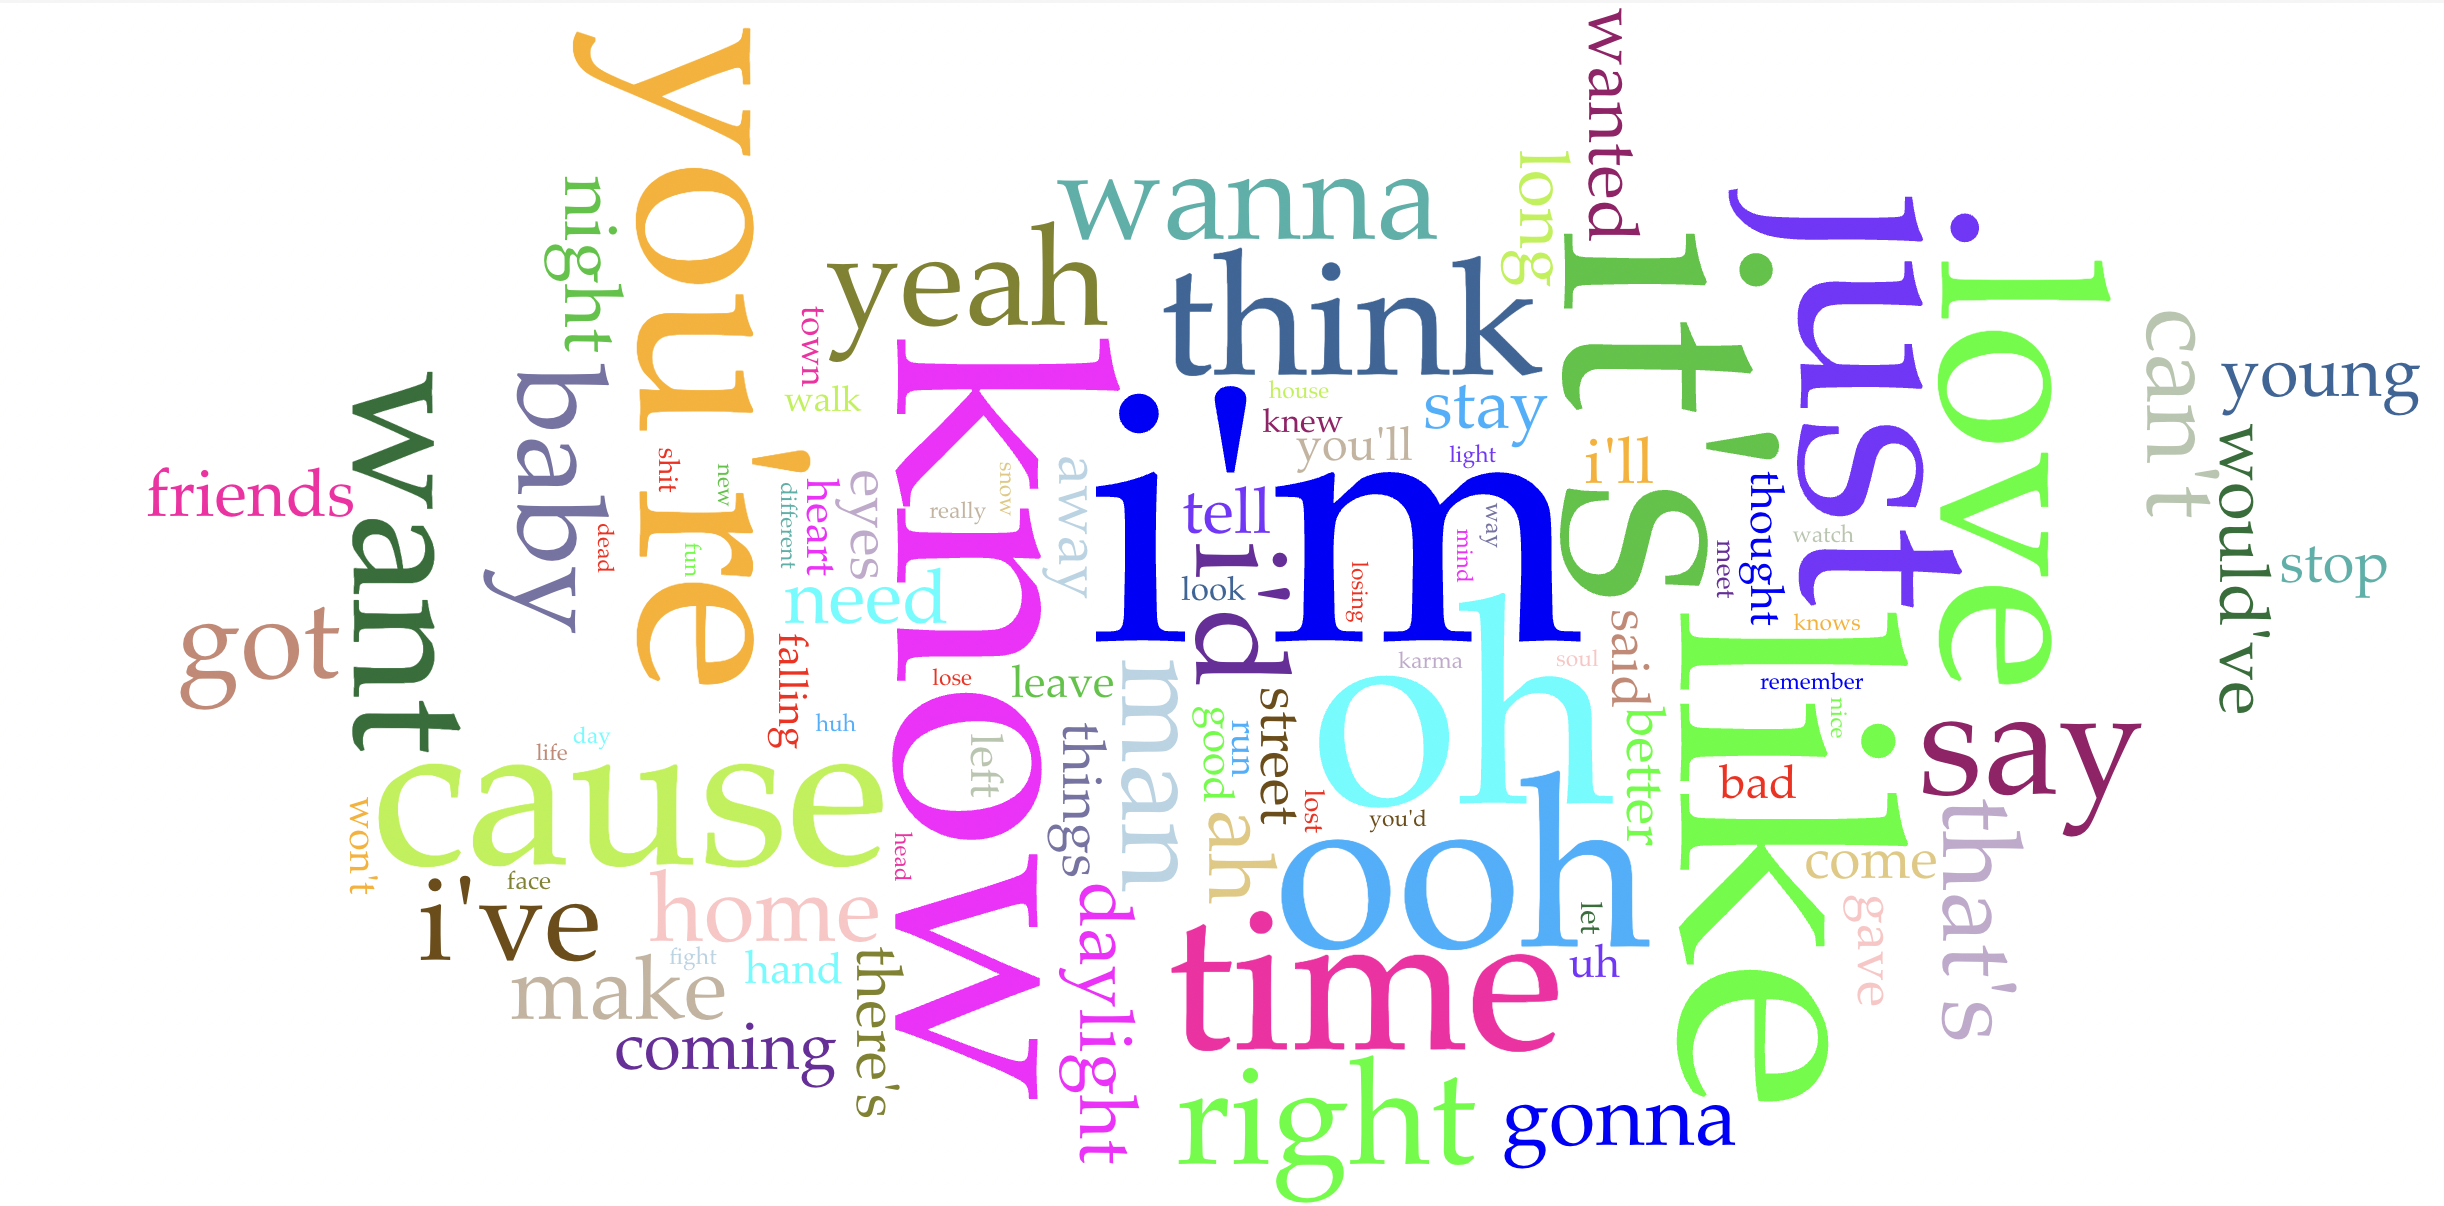 wanted
you're
long
night
wanna
just
yeah
think
it's
love
town
can't
young
walk
house
stay
knew
want
baby
know
i'm
you'll
light
i'll
friends
shit
new
different
heart
eyes
snow
really
away
tell
way
thought
would've
dead
fun
mind
watch
meet
stop
need
look
i'd
losing
said
knows
got
falling
lose
leave
man
karma
soul
like
remember
nice
huh
day
life
left
things
good
run
street
oh
better
bad
say
won't
cause
head
ah
lost
you'd
ooh
come
that's
i've
face
home
daylight
let
gave
make
fight
hand
there's
time
uh
coming
right
gonna